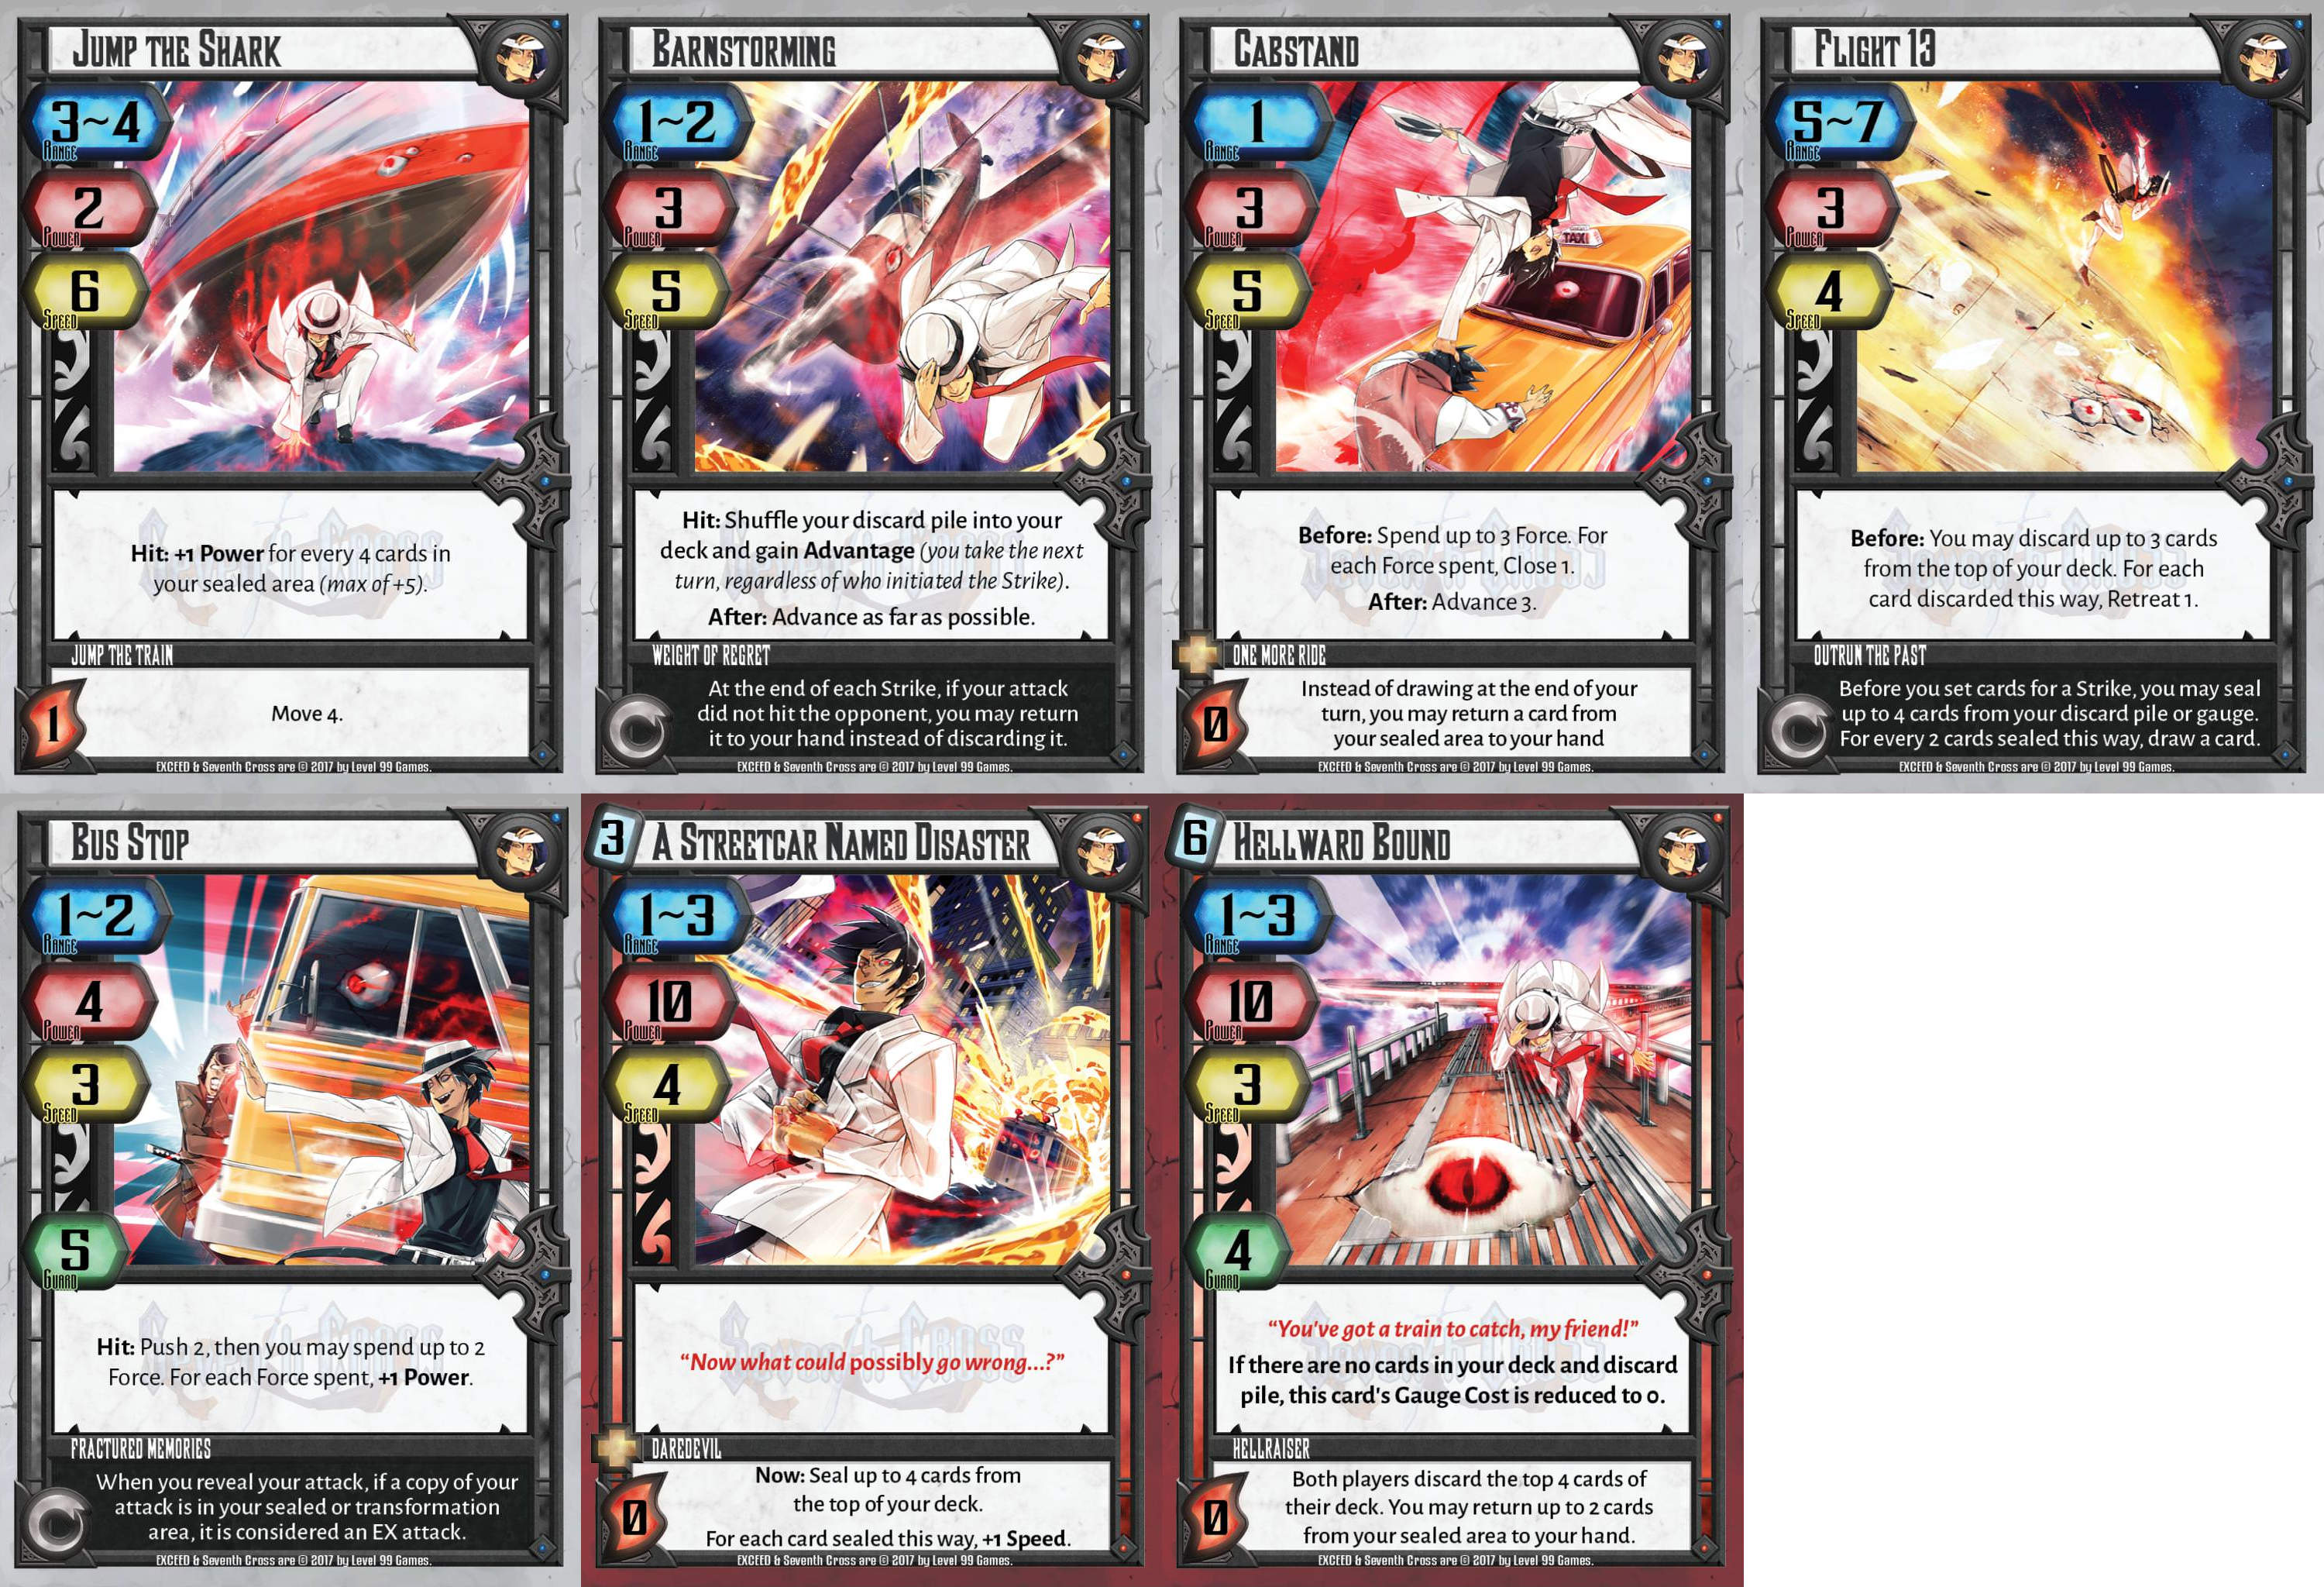 JUMP THE SHARK
3~4
RANGE
2
POWER
6
SPEED
Hit: +1 Power for every 4 cards in
your sealed area (max of +5).
JUMP THE TRAIN
1
Move 4.
EXCEED & Seventh Cross are © 2017 by Level 99 Games.
BARNSTORMING
1~2
RANGE
3
POWER
5
SPEED
Hit: Shuffle your discard pile into your
deck and gain Advantage (you take the next
turn, regardless of who initiated the Strike).
After: Advance as far as possible.
WEIGHT OF REGRET
At the end of each Strike, if your attack
did not hit the opponent, you may return
it to your hand instead of discarding it.
EXCEED & Seventh Cross are © 2017 by Level 99 Games.
CABSTAND
1
RANGE
3
POWER
5
SPEED
TAXI
Before: Spend up to 3 Force. For
each Force spent, Close 1.
After: Advance 3.
ONE MORE RIDE
0
Instead of drawing at the end of your
turn, you may return a card from
your sealed area to your hand
EXCEED & Seventh Cross are © 2017 by Level 99 Games.
FLIGHT 13
5~7
RANGE
3
POWER
4
SPEED
Before: You may discard up to 3 cards
from the top of your deck. For each
card discarded this way, Retreat 1.
OUTRUN THE PAST
Before you set cards for a Strike, you may seal
up to 4 cards from your discard pile or gauge.
For every 2 cards sealed this way, draw a card.
EXCEED & Seventh Cross are © 2017 by Level 99 Games.
BUS STOP
1~2
RANGE
4
POWER
3
SPEED
5
GUARD
Hit: Push 2, then you may spend up to 2
Force. For each Force spent, +1 Power.
FRACTURED MEMORIES
When you reveal your attack, if a copy of your
attack is in your sealed or transformation
area, it is considered an EX attack.
EXCEED & Seventh Cross are © 2017 by Level 99 Games.
3
A STREETCAR NAMED DISASTER
1~3
RANGE
10
POWER
4
SPEED
"Now what could possibly go wrong...?"
DAREDEVIL
0
Now: Seal up to 4 cards from
the top of your deck.
For each card sealed this way, +1 Speed.
EXCEED & Seventh Cross are © 2017 by Level 99 Games.
6
HELLWARD BOUND
1~3
RANGE
10
POWER
3
SPEED
4
GUARD
"You've got a train to catch, my friend!"
If there are no cards in your deck and discard
pile, this card's Gauge Cost is reduced to 0.
HELLRAISER
0
Both players discard the top 4 cards of
their deck. You may return up to 2 cards
from your sealed area to your hand.
EXCEED & Seventh Cross are © 2017 by Level 99 Games.